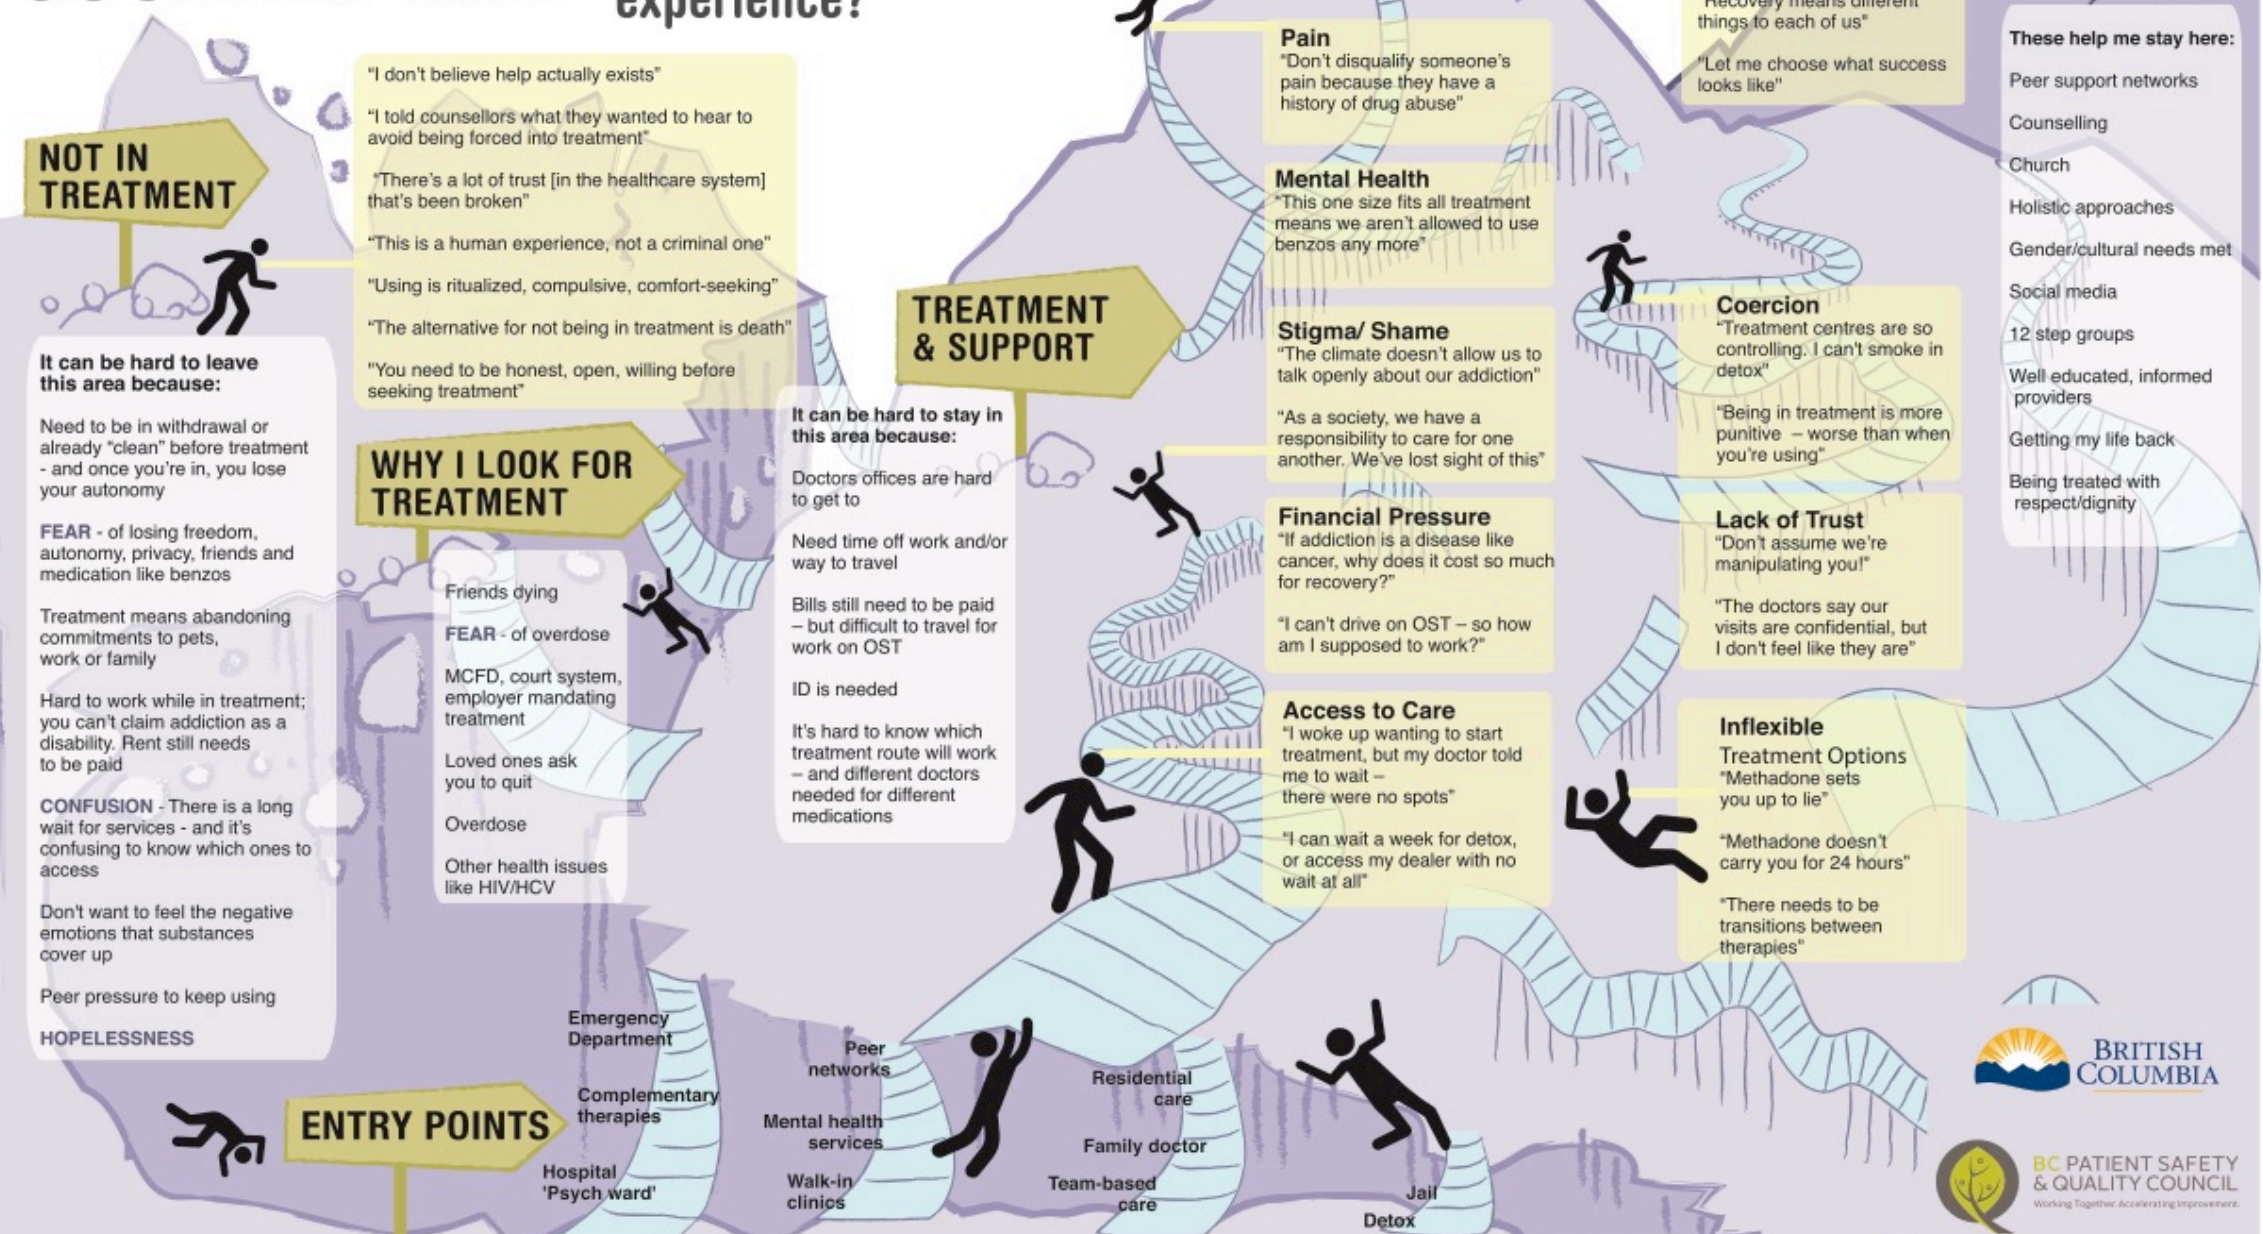 experience?
NOT IN
TREATMENT
"I don't believe help actually exists"
"I told counsellors what they wanted to hear to
avoid being forced into treatment"
"There's a lot of trust [in the healthcare system]
that's been broken"
"This is a human experience, not a criminal one"
"Using is ritualized, compulsive, comfort-seeking"
"The alternative for not being in treatment is death"
"You need to be honest, open, willing before
seeking treatment"
It can be hard to leave
this area because:
Need to be in withdrawal or
already "clean" before treatment
- and once you're in, you lose
your autonomy
FEAR - of losing freedom,
autonomy, privacy, friends and
medication like benzos
Treatment means abandoning
commitments to pets,
work or family
Hard to work while in treatment;
you can't claim addiction as a
disability. Rent still needs
to be paid
CONFUSION - There is a long
wait for services - and it's
confusing to know which ones to
access
Don't want to feel the negative
emotions that substances
cover up
Peer pressure to keep using
HOPELESSNESS
WHY I LOOK FOR
TREATMENT
Friends dying
FEAR - of overdose
MCFD, court system,
employer mandating
treatment
Loved ones ask
you to quit
Overdose
Other health issues
like HIV/HCV
ENTRY POINTS
Emergency
Department
Complementary
therapies
Hospital
'Psych ward'
Peer
networks
Mental health
services
Walk-in
clinics
Residential
care
Family doctor
Team-based
care
Jail
Detox
TREATMENT
& SUPPORT
It can be hard to stay in
this area because:
Doctors offices are hard
to get to
Need time off work and/or
way to travel
Bills still need to be paid
– but difficult to travel for
work on OST
ID is needed
It's hard to know which
treatment route will work
– and different doctors
needed for different
medications
Pain
"Don't disqualify someone's
pain because they have a
history of drug abuse"
Mental Health
"This one size fits all treatment
means we aren't allowed to use
benzos any more"
Stigma/ Shame
"The climate doesn't allow us to
talk openly about our addiction"
"As a society, we have a
responsibility to care for one
another. We've lost sight of this"
Financial Pressure
"If addiction is a disease like
cancer, why does it cost so much
for recovery?"
"I can't drive on OST – so how
am I supposed to work?"
Access to Care
"I woke up wanting to start
treatment, but my doctor told
me to wait –
there were no spots"
"I can wait a week for detox,
or access my dealer with no
wait at all"
"Recovery means different
things to each of us"
"Let me choose what success
looks like"
Coercion
"Treatment centres are so
controlling. I can't smoke in
detox"
"Being in treatment is more
punitive – worse than when
you're using"
Lack of Trust
"Don't assume we're
manipulating you!"
"The doctors say our
visits are confidential, but
I don't feel like they are"
Inflexible
Treatment Options
"Methadone sets
you up to lie"
"Methadone doesn't
carry you for 24 hours"
"There needs to be
transitions between
therapies"
These help me stay here:
Peer support networks
Counselling
Church
Holistic approaches
Gender/cultural needs met
Social media
12 step groups
Well educated, informed
providers
Getting my life back
Being treated with
respect/dignity
BRITISH
COLUMBIA
BC PATIENT SAFETY
& QUALITY COUNCIL
Working Together. Accelerating Improvement.